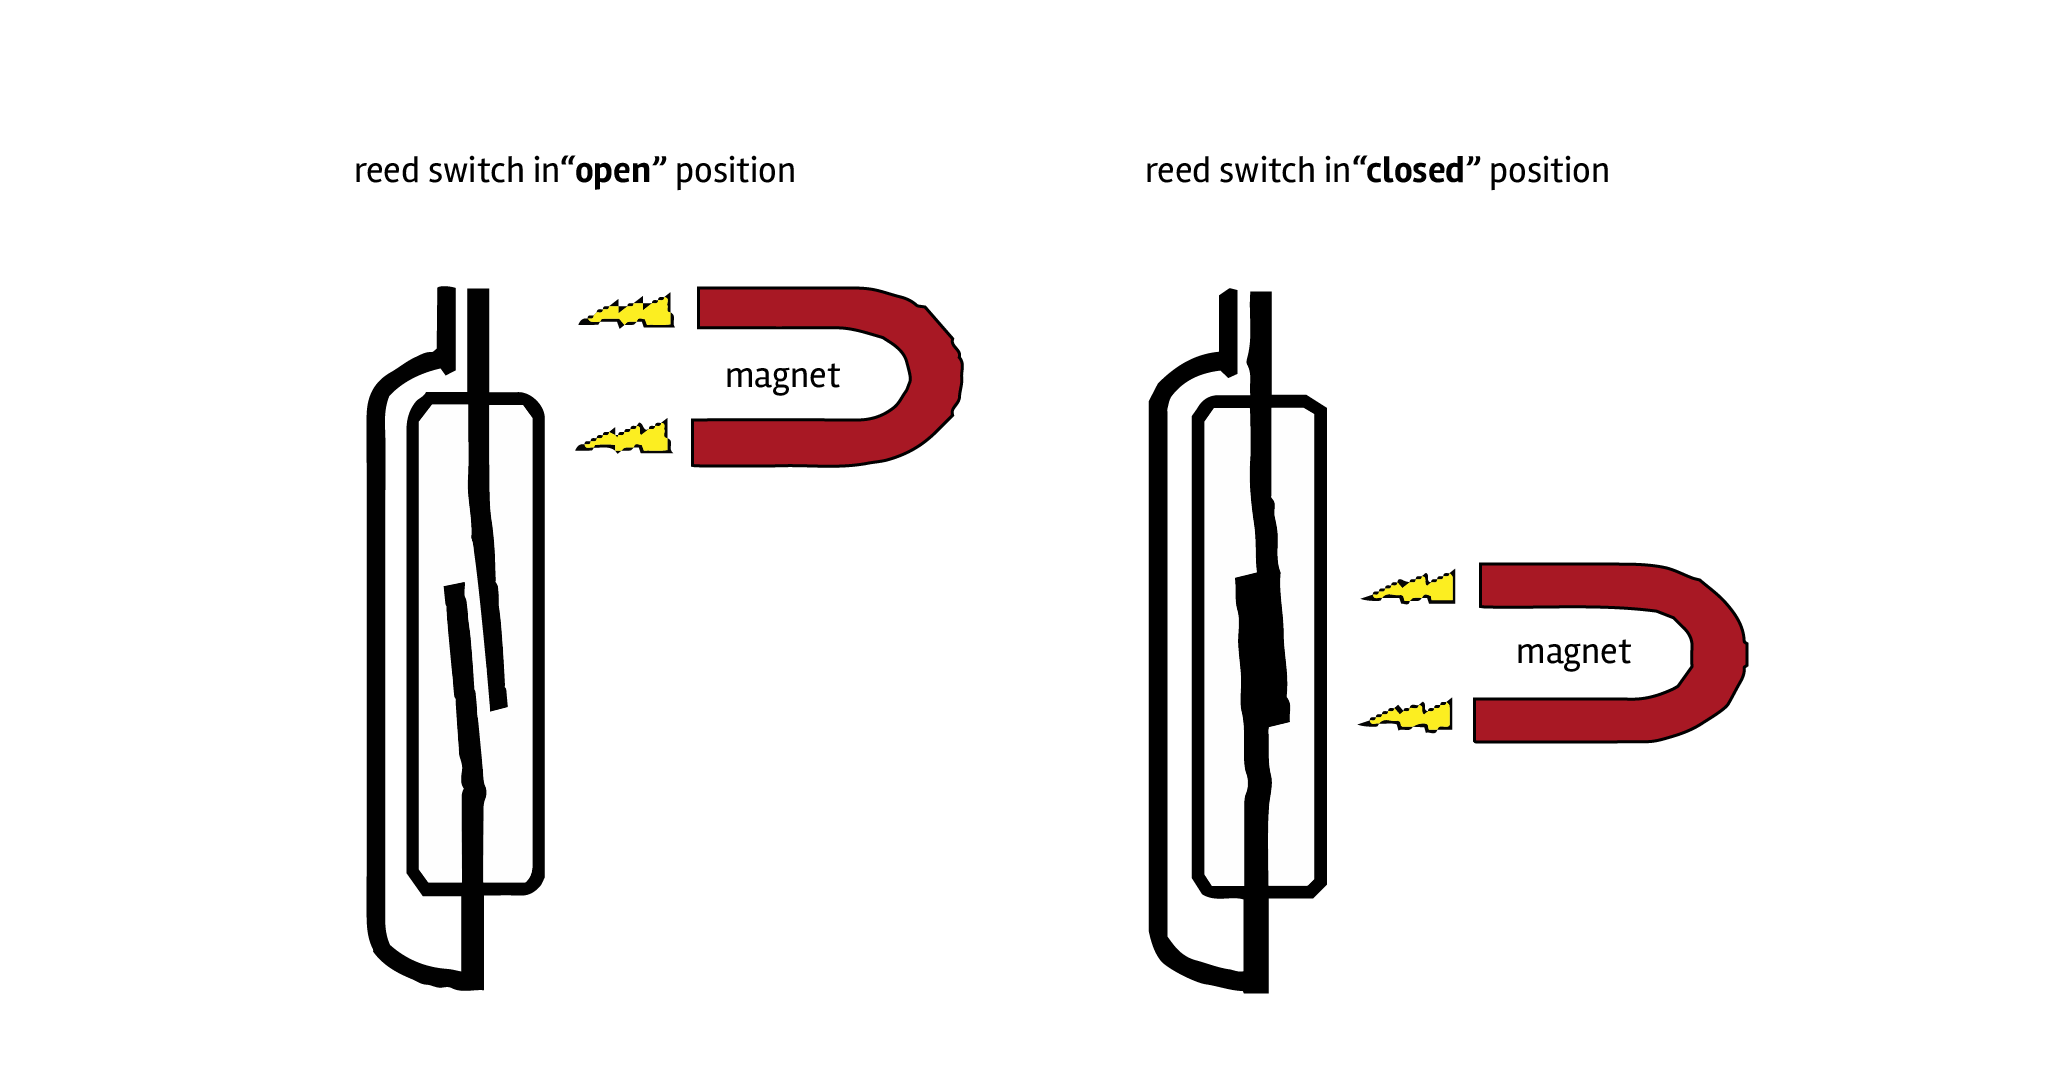 reed switch in“open” position
reed switch in“closed” position
magnet
magnet